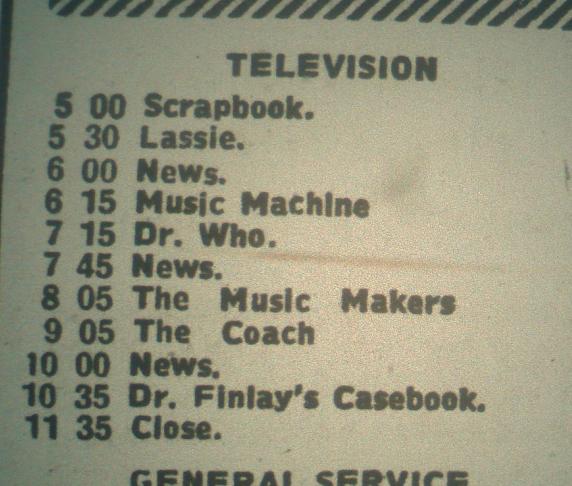 TELEVISION
5 00 Scrapbook.
5 30 Lassie.
6 00 News.
6 15 Music Machine
7 15 Dr. Who.
7 45 News.
8 05 The Music Makers
9 05 The Coach
10 00 News.
10 35 Dr. Finlay's Casebook.
11 35 Close.
GENERAL SERVICE